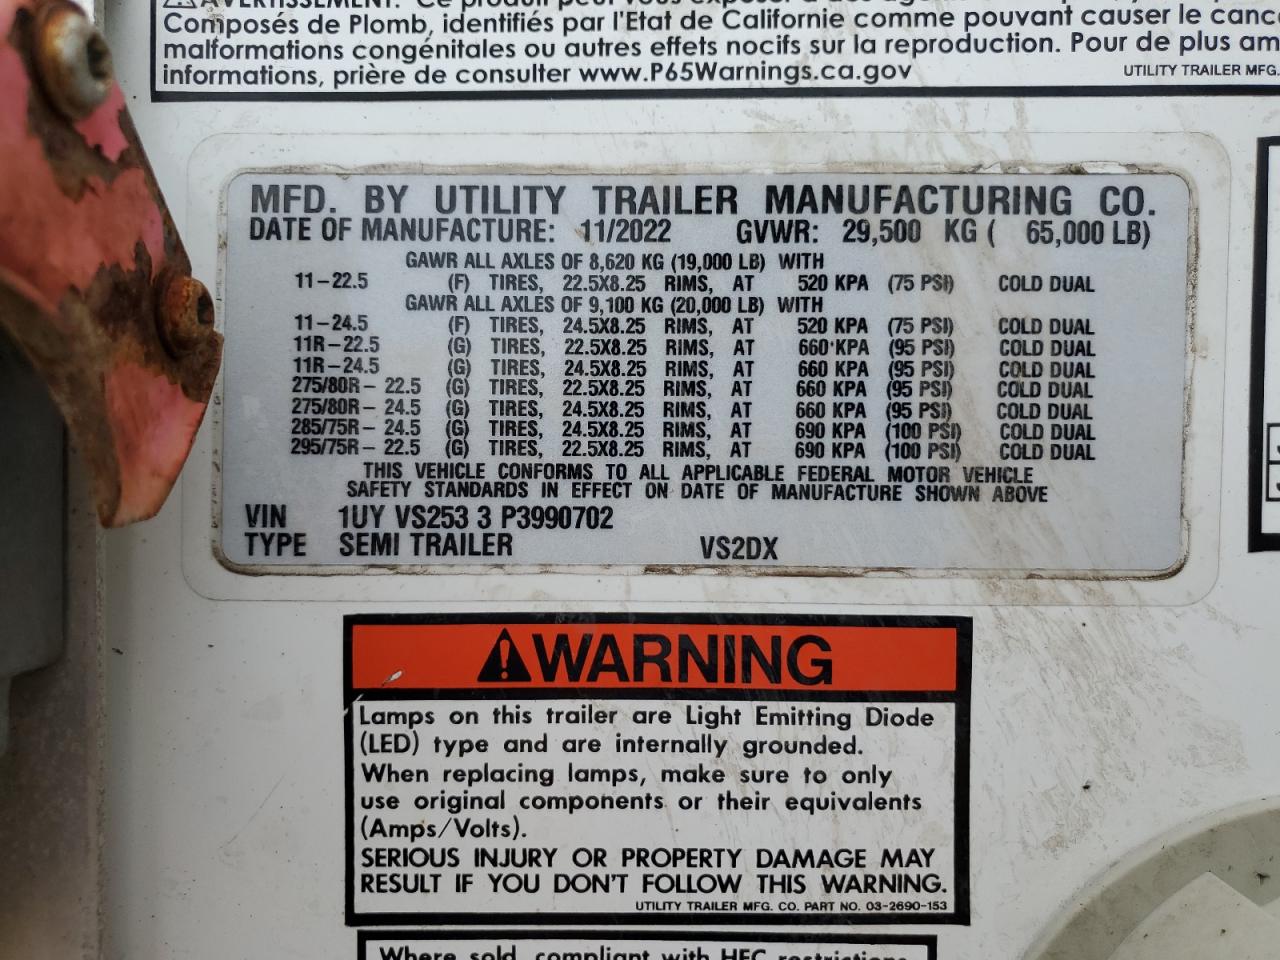 AVERTISSEMENT: Ce produit peut vous exposer à des agents
Composés de Plomb, identifiés par l'Etat de Californie comme pouvant causer le canc
malformations congénitales ou autres effets nocifs sur la reproduction. Pour de plus am
informations, prière de consulter www.P65Warnings.ca.gov
UTILITY TRAILER MFG.
MFD. BY UTILITY TRAILER MANUFACTURING CO.
DATE OF MANUFACTURE: 11/2022 GVWR: 29,500 KG ( 65,000 LB)
GAWR ALL AXLES OF 8,620 KG (19,000 LB) WITH
11-22.5 (F) TIRES, 22.5X8.25 RIMS, AT 520 KPA (75 PSI) COLD DUAL
GAWR ALL AXLES OF 9,100 KG (20,000 LB) WITH
11-24.5 (F) TIRES, 24.5X8.25 RIMS, AT 520 KPA (75 PSI) COLD DUAL
11R-22.5 (G) TIRES, 22.5X8.25 RIMS, AT 660 KPA (95 PSI) COLD DUAL
11R-24.5 (G) TIRES, 24.5X8.25 RIMS, AT 660 KPA (95 PSI) COLD DUAL
275/80R- 22.5 (G) TIRES, 22.5X8.25 RIMS, AT 660 KPA (95 PSI) COLD DUAL
275/80R- 24.5 (G) TIRES, 24.5X8.25 RIMS, AT 660 KPA (95 PSI) COLD DUAL
285/75R- 24.5 (G) TIRES, 24.5X8.25 RIMS, AT 690 KPA (100 PSI) COLD DUAL
295/75R- 22.5 (G) TIRES, 22.5X8.25 RIMS, AT 690 KPA (100 PSI) COLD DUAL
THIS VEHICLE CONFORMS TO ALL APPLICABLE FEDERAL MOTOR VEHICLE
SAFETY STANDARDS IN EFFECT ON DATE OF MANUFACTURE SHOWN ABOVE
VIN 1UY VS253 3 P3990702
TYPE SEMI TRAILER VS2DX
WARNING
Lamps on this trailer are Light Emitting Diode
(LED) type and are internally grounded.
When replacing lamps, make sure to only
use original components or their equivalents
(Amps/Volts).
SERIOUS INJURY OR PROPERTY DAMAGE MAY
RESULT IF YOU DON'T FOLLOW THIS WARNING.
UTILITY TRAILER MFG. CO. PART NO. 03-2690-153
Where sold, compliant with HFC restrictions